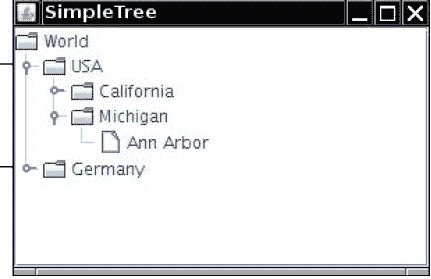 SimpleTree
World
USA
California
Michigan
Ann Arbor
Germany